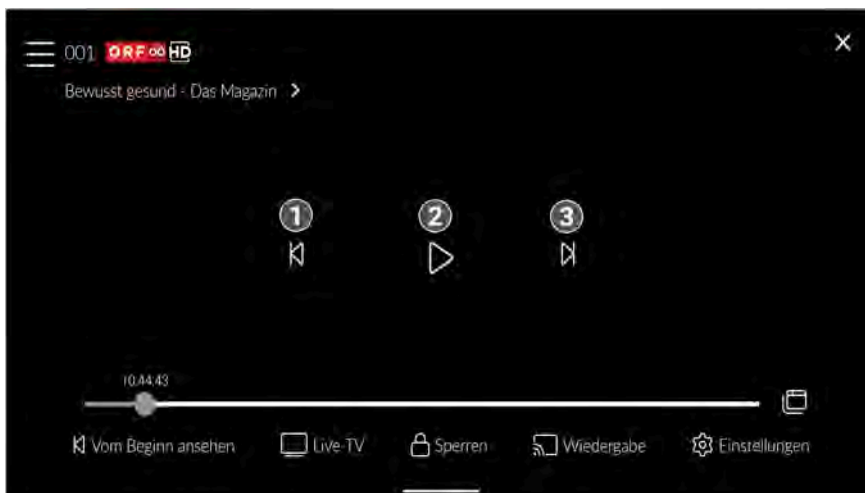 001 ORF oö HD
Bewusst gesund - Das Magazin
1 2 3
10:44:43
Vom Beginn ansehen Live-TV Sperren Wiedergabe Einstellungen